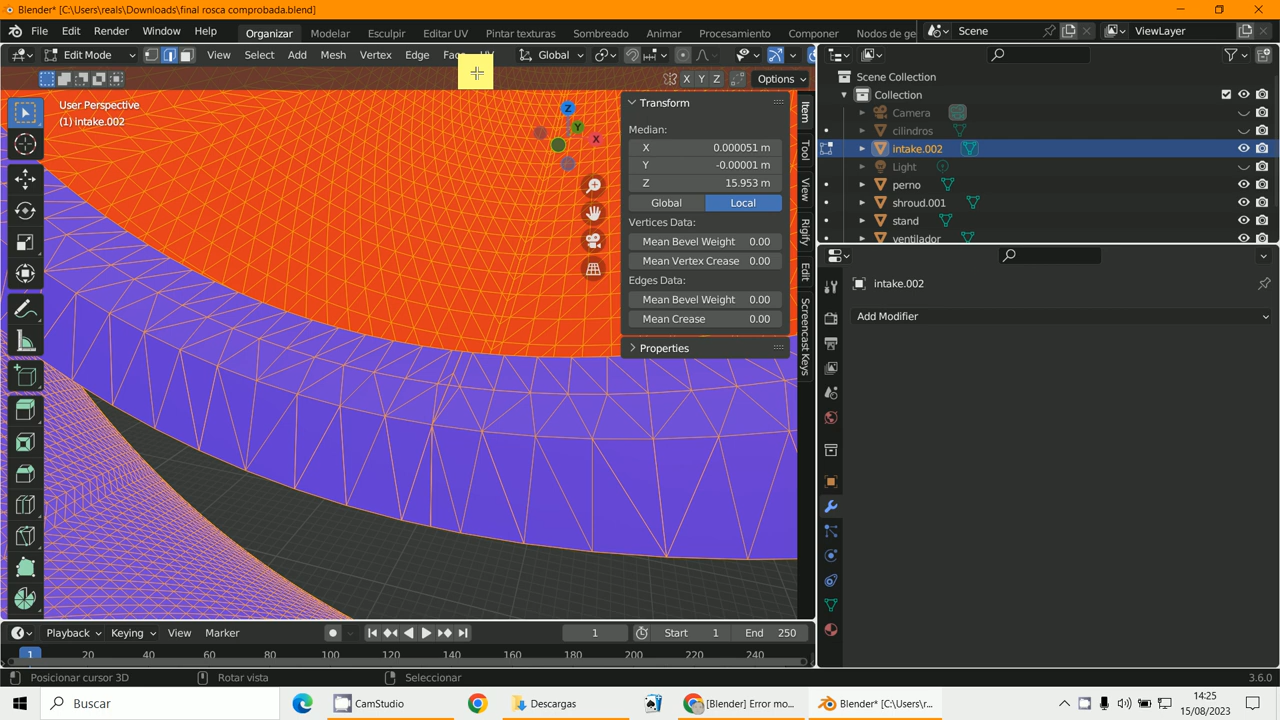 Blender* [C:\Users\reals\Downloads\final rosca comprobada.blend]
File Edit Render Window Help Organizar Modelar Esculpir Editar UV Pintar texturas Sombreado Animar Procesamiento Componer Nodos de ge Scene ViewLayer
Edit Mode View Select Add Mesh Vertex Edge Face UV Global
X Y Z Options
User Perspective
(1) intake.002
Z
Y
X
Transform
Median:
X 0.000051 m
Y -0.00001 m
Z 15.953 m
Global Local
Vertices Data:
Mean Bevel Weight 0.00
Mean Vertex Crease 0.00
Edges Data:
Mean Bevel Weight 0.00
Mean Crease 0.00
Properties
Item
Tool
View
Rigify
Edit
Screencast Keys
Scene Collection
Collection
Camera
cilindros
intake.002
Light
perno
shroud.001
stand
ventilador
intake.002
Add Modifier
Playback Keying View Marker 1 Start 1 End 250
1 20 40 60 80 100 120 140 160 180 200 220 240
Posicionar cursor 3D Rotar vista Seleccionar 3.6.0
Buscar CamStudio Descargas [Blender] Error mo... Blender* [C:\Users\r... 14:25
15/08/2023